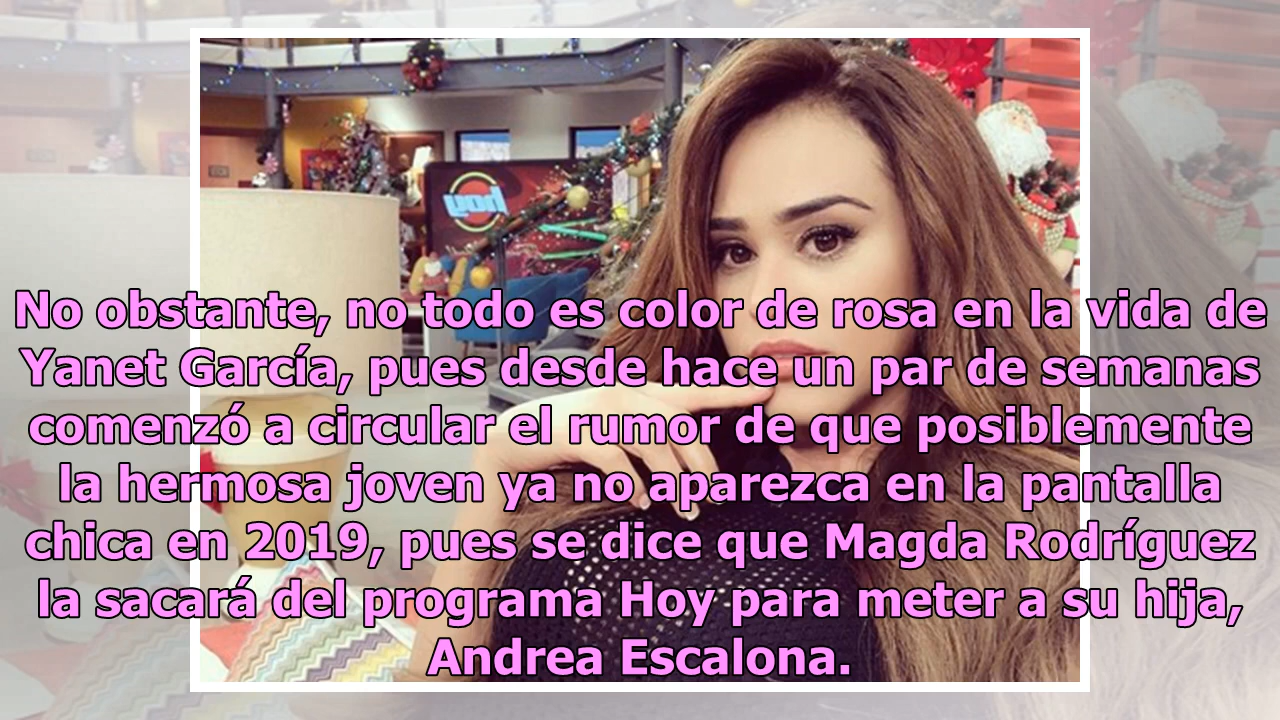 yoH
No obstante, no todo es color de rosa en la vida de
Yanet García, pues desde hace un par de semanas
comenzó a circular el rumor de que posiblemente
la hermosa joven ya no aparezca en la pantalla
chica en 2019, pues se dice que Magda Rodríguez
la sacará del programa Hoy para meter a su hija,
Andrea Escalona.